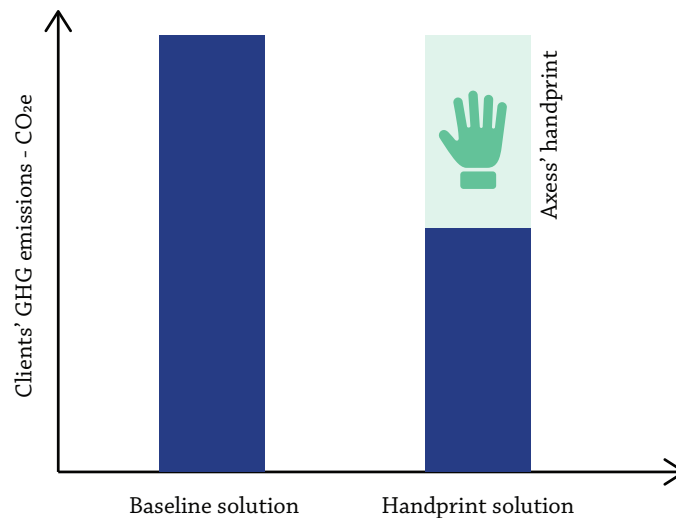 Clients’ GHG emissions - CO2e
Axess’ handprint
Baseline solution
Handprint solution